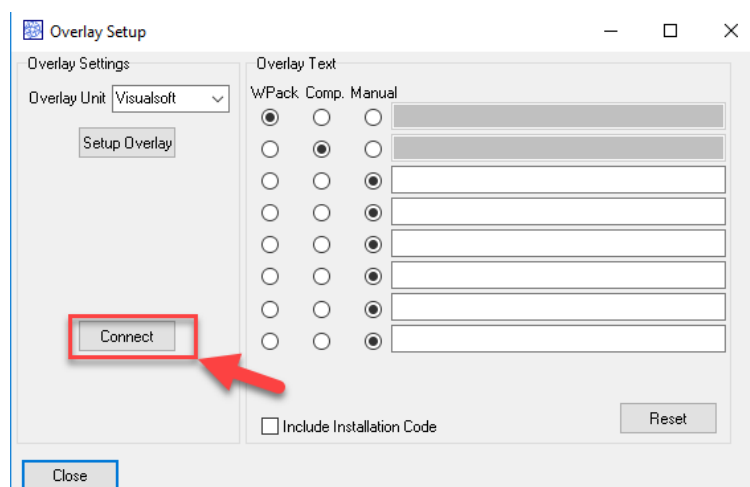 Overlay Setup
Overlay Settings
Overlay Text
Overlay Unit Visualsoft
WPack Comp. Manual
Setup Overlay
Connect
Include Installation Code
Reset
Close